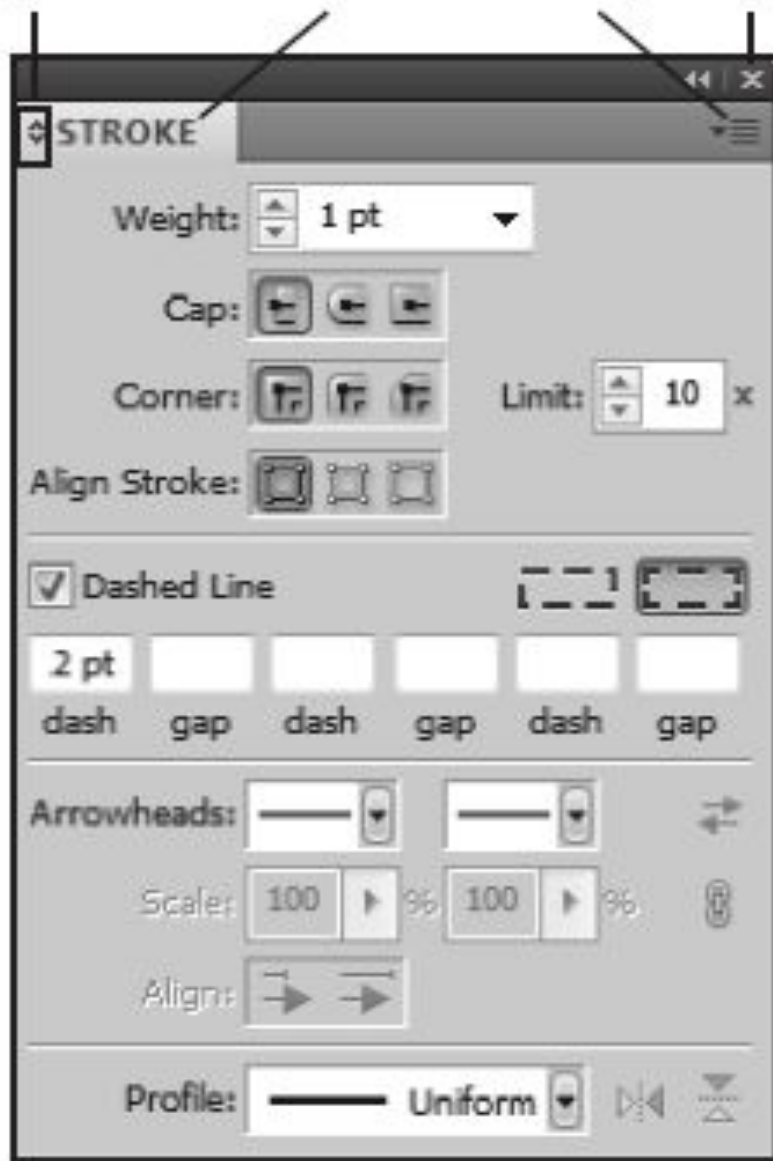 STROKE
Weight: 1 pt
Cap:
Corner: Limit: 10 x
Align Stroke:
Dashed Line
2 pt
dash gap dash gap dash gap
Arrowheads:
Scale: 100 % 100 %
Align:
Profile: Uniform